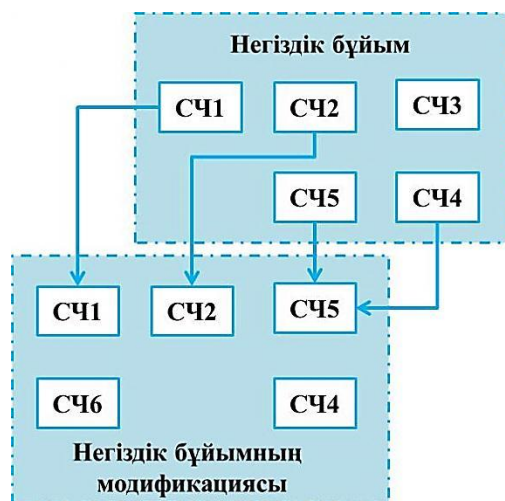 Негіздік бұйым
СЧ1 СЧ2 СЧ3
СЧ5 СЧ4
СЧ1 СЧ2 СЧ5
СЧ6 СЧ4
Негіздік бұйымның
модификациясы